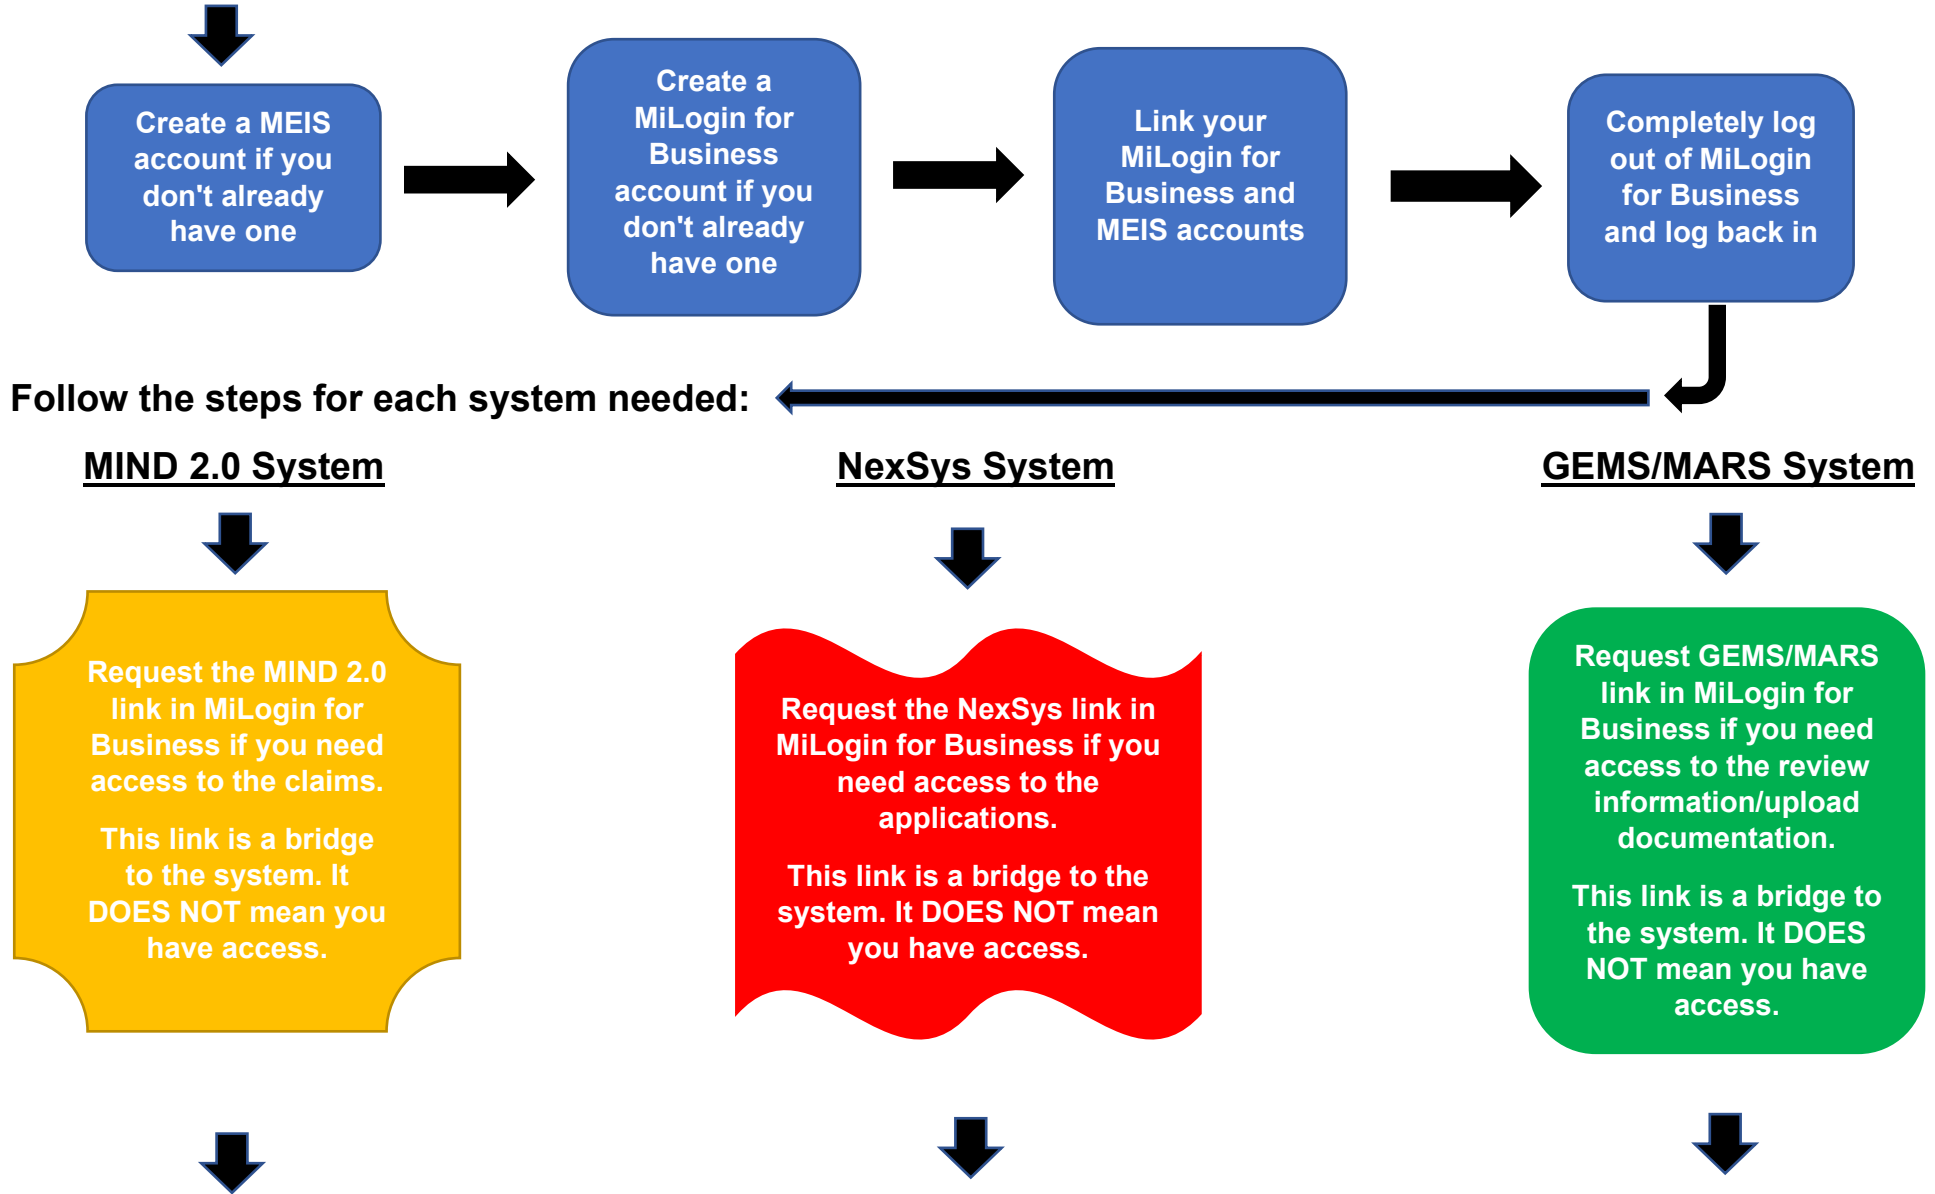 Create a MEIS
account if you
don't already
have one
Create a
MiLogin for
Business
account if you
don't already
have one
Link your
MiLogin for
Business and
MEIS accounts
Completely log
out of MiLogin
for Business
and log back in
Follow the steps for each system needed:
MIND 2.0 System
NexSys System
GEMS/MARS System
Request the MIND 2.0
link in MiLogin for
Business if you need
access to the claims.
This link is a bridge
to the system. It
DOES NOT mean you
have access.
Request the NexSys link in
MiLogin for Business if you
need access to the
applications.
This link is a bridge to the
system. It DOES NOT mean
you have access.
Request GEMS/MARS
link in MiLogin for
Business if you need
access to the review
information/upload
documentation.
This link is a bridge to
the system. It DOES
NOT mean you have
access.